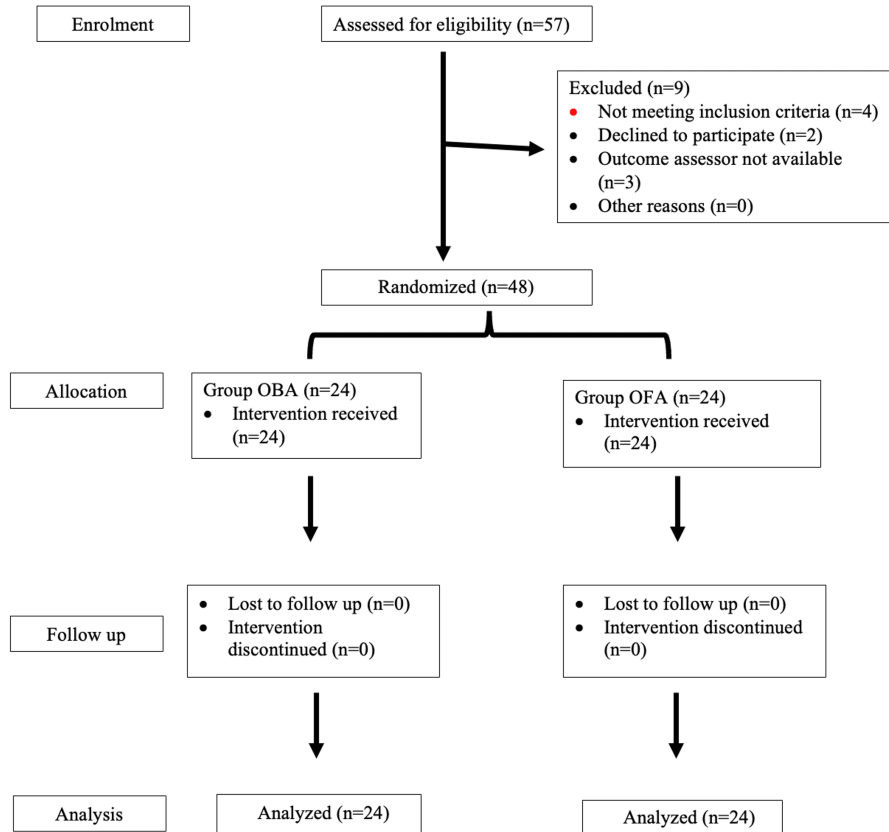 Enrolment
Assessed for eligibility (n=57)
Excluded (n=9)
• Not meeting inclusion criteria (n=4)
• Declined to participate (n=2)
• Outcome assessor not available
(n=3)
• Other reasons (n=0)
Randomized (n=48)
Allocation
Group OBA (n=24)
• Intervention received
(n=24)
Group OFA (n=24)
• Intervention received
(n=24)
Follow up
• Lost to follow up (n=0)
• Intervention
discontinued (n=0)
• Lost to follow up (n=0)
• Intervention discontinued
(n=0)
Analysis
Analyzed (n=24)
Analyzed (n=24)